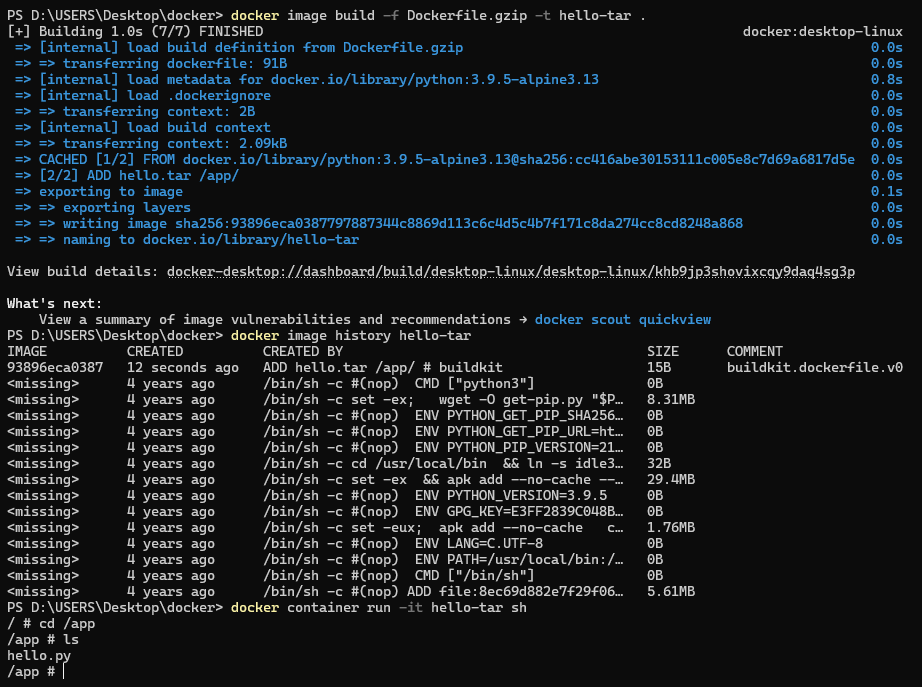 PS D:\USERS\Desktop\docker> docker image build -f Dockerfile.gzip -t hello-tar .
[+] Building 1.0s (7/7) FINISHED docker:desktop-linux
=> [internal] load build definition from Dockerfile.gzip 0.0s
=> => transferring dockerfile: 91B 0.0s
=> [internal] load metadata for docker.io/library/python:3.9.5-alpine3.13 0.8s
=> [internal] load .dockerignore 0.0s
=> => transferring context: 2B 0.0s
=> [internal] load build context 0.0s
=> => transferring context: 2.09kB 0.0s
=> CACHED [1/2] FROM docker.io/library/python:3.9.5-alpine3.13@sha256:cc416abe30153111c005e8c7d69a6817d5e 0.0s
=> [2/2] ADD hello.tar /app/ 0.0s
=> exporting to image 0.1s
=> => exporting layers 0.0s
=> => writing image sha256:93896eca03877978873​44c8869d113c6c4d5c4b7f171c8da274cc8cd8248a868 0.0s
=> => naming to docker.io/library/hello-tar 0.0s
View build details: docker-desktop://dashboard/build/desktop-linux/desktop-linux/khb9jp3shovixcqy9daq4sg3p
What's next:
View a summary of image vulnerabilities and recommendations → docker scout quickview
PS D:\USERS\Desktop\docker> docker image history hello-tar
IMAGE CREATED CREATED BY SIZE COMMENT
93896eca0387 12 seconds ago ADD hello.tar /app/ # buildkit 15B buildkit.dockerfile.v0
<missing> 4 years ago /bin/sh -c #(nop) CMD ["python3"] 0B
<missing> 4 years ago /bin/sh -c set -ex; wget -O get-pip.py "$P… 8.31MB
<missing> 4 years ago /bin/sh -c #(nop) ENV PYTHON_GET_PIP_SHA256… 0B
<missing> 4 years ago /bin/sh -c #(nop) ENV PYTHON_GET_PIP_URL=ht… 0B
<missing> 4 years ago /bin/sh -c #(nop) ENV PYTHON_PIP_VERSION=21… 0B
<missing> 4 years ago /bin/sh -c cd /usr/local/bin && ln -s idle3… 32B
<missing> 4 years ago /bin/sh -c set -ex && apk add --no-cache --… 29.4MB
<missing> 4 years ago /bin/sh -c #(nop) ENV PYTHON_VERSION=3.9.5 0B
<missing> 4 years ago /bin/sh -c #(nop) ENV GPG_KEY=E3FF2839C048B… 0B
<missing> 4 years ago /bin/sh -c set -eux; apk add --no-cache c… 1.76MB
<missing> 4 years ago /bin/sh -c #(nop) ENV LANG=C.UTF-8 0B
<missing> 4 years ago /bin/sh -c #(nop) ENV PATH=/usr/local/bin:/… 0B
<missing> 4 years ago /bin/sh -c #(nop) CMD ["/bin/sh"] 0B
<missing> 4 years ago /bin/sh -c #(nop) ADD file:8ec69d882e7f29f06… 5.61MB
PS D:\USERS\Desktop\docker> docker container run -it hello-tar sh
/ # cd /app
/app # ls
hello.py
/app #